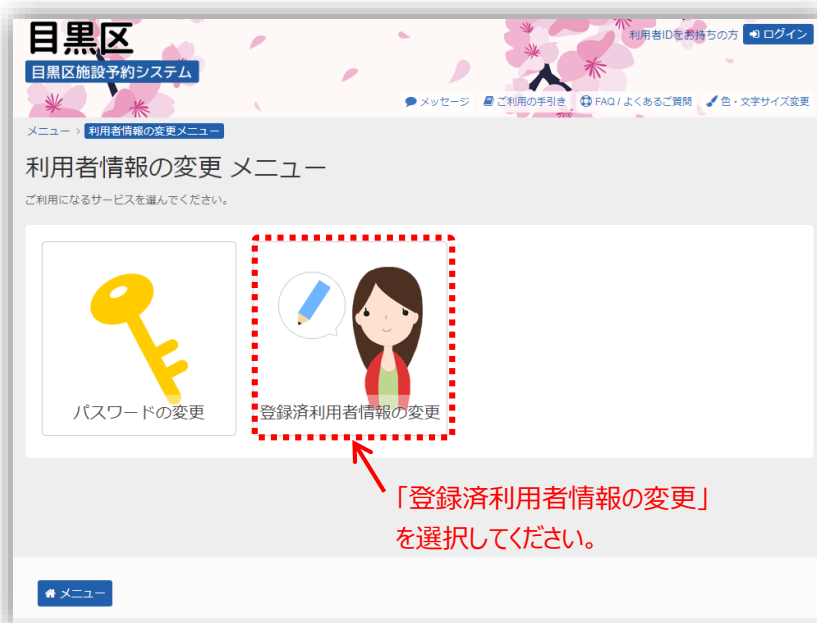 目黒区
利用者IDをお持ちの方 ログイン
目黒区施設予約システム
メッセージ ご利用の手引き FAQ / よくあるご質問 色・文字サイズ変更
メニュー > 利用者情報の変更メニュー
利用者情報の変更 メニュー
ご利用になるサービスを選んでください。
パスワードの変更 登録済利用者情報の変更
「登録済利用者情報の変更」
を選択してください。
メニュー